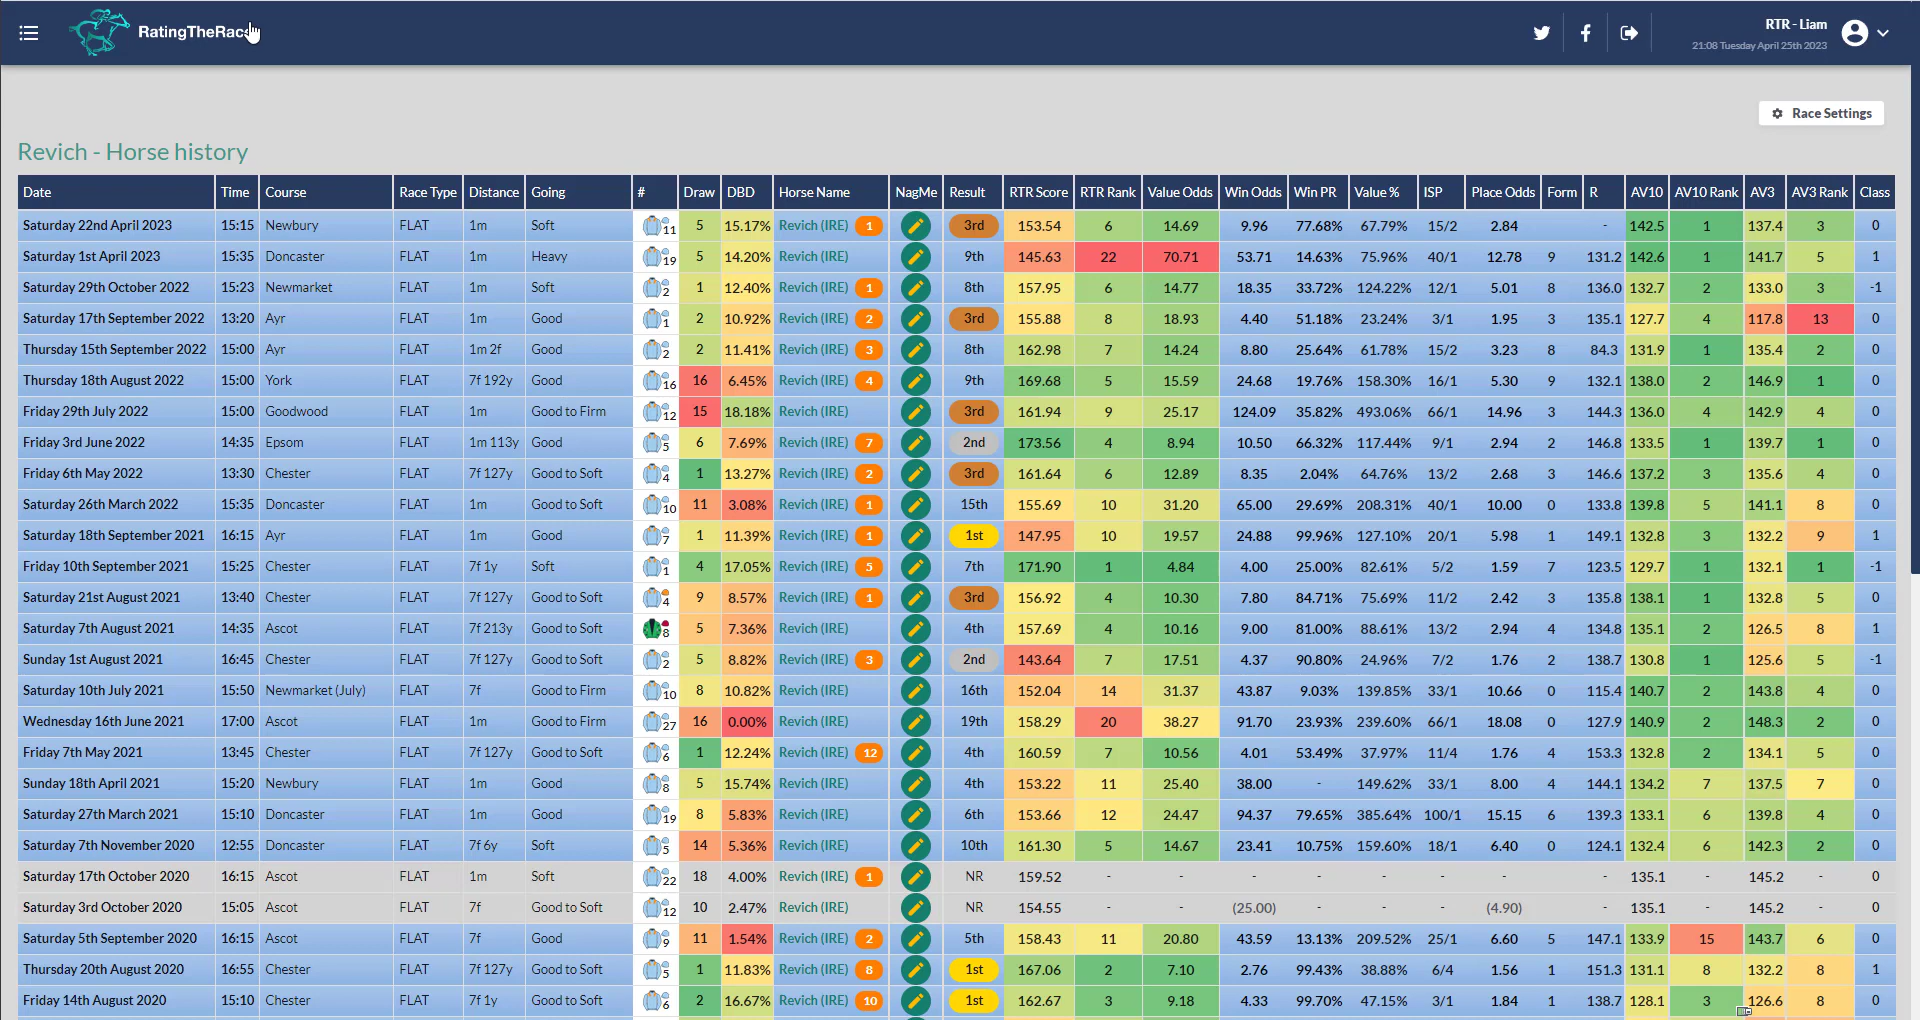 RatingTheRac
RTR - Liam
21:08 Tuesday April 25th 2023
Race Settings
Revich - Horse history
Date Time Course Race Type Distance Going # Draw DBD Horse Name NagMe Result RTR Score RTR Rank Value Odds Win Odds Win PR Value % ISP Place Odds Form R AV10 AV10 Rank AV3 AV3 Rank Class
Saturday 22nd April 2023 15:15 Newbury FLAT 1m Soft 11 5 15.17% Revich (IRE) 1 3rd 153.54 6 14.69 9.96 77.68% 67.79% 15/2 2.84 - 142.5 1 137.4 3 0
Saturday 1st April 2023 15:35 Doncaster FLAT 1m Heavy 19 5 14.20% Revich (IRE) 9th 145.63 22 70.71 53.71 14.63% 75.96% 40/1 12.78 9 131.2 142.6 1 141.7 5 1
Saturday 29th October 2022 15:23 Newmarket FLAT 1m Soft 2 1 12.40% Revich (IRE) 1 8th 157.95 6 14.77 18.35 33.72% 124.22% 12/1 5.01 8 136.0 132.7 2 133.0 3 -1
Saturday 17th September 2022 13:20 Ayr FLAT 1m Good 1 2 10.92% Revich (IRE) 2 3rd 155.88 8 18.93 4.40 51.18% 23.24% 3/1 1.95 3 135.1 127.7 4 117.8 13 0
Thursday 15th September 2022 15:00 Ayr FLAT 1m 2f Good 2 2 11.41% Revich (IRE) 3 8th 162.98 7 14.24 8.80 25.64% 61.78% 15/2 3.23 8 84.3 131.9 1 135.4 2 0
Thursday 18th August 2022 15:00 York FLAT 7f 192y Good 16 16 6.45% Revich (IRE) 4 9th 169.68 5 15.59 24.68 19.76% 158.30% 16/1 5.30 9 132.1 138.0 2 146.9 1 0
Friday 29th July 2022 15:00 Goodwood FLAT 1m Good to Firm 12 15 18.18% Revich (IRE) 3rd 161.94 9 25.17 124.09 35.82% 493.06% 66/1 14.96 3 144.3 136.0 4 142.9 4 0
Friday 3rd June 2022 14:35 Epsom FLAT 1m 113y Good 5 6 7.69% Revich (IRE) 7 2nd 173.56 4 8.94 10.50 66.32% 117.44% 9/1 2.94 2 146.8 133.5 1 139.7 1 0
Friday 6th May 2022 13:30 Chester FLAT 7f 127y Good to Soft 4 1 13.27% Revich (IRE) 2 3rd 161.64 6 12.89 8.35 2.04% 64.76% 13/2 2.68 3 146.6 137.2 3 135.6 4 0
Saturday 26th March 2022 15:35 Doncaster FLAT 1m Good to Soft 10 11 3.08% Revich (IRE) 1 15th 155.69 10 31.20 65.00 29.69% 208.31% 40/1 10.00 0 133.8 139.8 5 141.1 8 0
Saturday 18th September 2021 16:15 Ayr FLAT 1m Good 7 1 11.39% Revich (IRE) 1 1st 147.95 10 19.57 24.88 99.96% 127.10% 20/1 5.98 1 149.1 132.8 3 132.2 9 1
Friday 10th September 2021 15:25 Chester FLAT 7f 1y Soft 1 4 17.05% Revich (IRE) 5 7th 171.90 1 4.84 4.00 25.00% 82.61% 5/2 1.59 7 123.5 129.7 1 132.1 1 -1
Saturday 21st August 2021 13:40 Chester FLAT 7f 127y Good to Soft 4 9 8.57% Revich (IRE) 1 3rd 156.92 4 10.30 7.80 84.71% 75.69% 11/2 2.42 3 135.8 138.1 1 132.8 5 0
Saturday 7th August 2021 14:35 Ascot FLAT 7f 213y Good to Soft 8 5 7.36% Revich (IRE) 4th 157.69 4 10.16 9.00 81.00% 88.61% 13/2 2.94 4 134.8 135.1 2 126.5 8 1
Sunday 1st August 2021 16:45 Chester FLAT 7f 127y Good to Soft 2 5 8.82% Revich (IRE) 3 2nd 143.64 7 17.51 4.37 90.80% 24.96% 7/2 1.76 2 138.7 130.8 1 125.6 5 -1
Saturday 10th July 2021 15:50 Newmarket (July) FLAT 7f Good to Firm 10 8 10.82% Revich (IRE) 16th 152.04 14 31.37 43.87 9.03% 139.85% 33/1 10.66 0 115.4 140.7 2 143.8 4 0
Wednesday 16th June 2021 17:00 Ascot FLAT 1m Good to Firm 27 16 0.00% Revich (IRE) 19th 158.29 20 38.27 91.70 23.93% 239.60% 66/1 18.08 0 127.9 140.9 2 148.3 2 0
Friday 7th May 2021 13:45 Chester FLAT 7f 127y Good to Soft 6 1 12.24% Revich (IRE) 12 4th 160.59 7 10.56 4.01 53.49% 37.97% 11/4 1.76 4 153.3 132.8 2 134.1 5 0
Sunday 18th April 2021 15:20 Newbury FLAT 1m Good 8 5 15.74% Revich (IRE) 4th 153.22 11 25.40 38.00 - 149.62% 33/1 8.00 4 144.1 134.2 7 137.5 7 0
Saturday 27th March 2021 15:10 Doncaster FLAT 1m Good 19 8 5.83% Revich (IRE) 6th 153.66 12 24.47 94.37 79.65% 385.64% 100/1 15.15 6 139.3 133.1 6 139.8 4 0
Saturday 7th November 2020 12:55 Doncaster FLAT 7f 6y Soft 5 14 5.36% Revich (IRE) 10th 161.30 5 14.67 23.41 10.75% 159.60% 18/1 6.40 0 124.1 132.4 6 142.3 2 0
Saturday 17th October 2020 16:15 Ascot FLAT 1m Soft 22 18 4.00% Revich (IRE) 1 NR 159.52 - - - - - - - - - 135.1 - 145.2 - 0
Saturday 3rd October 2020 15:05 Ascot FLAT 7f Good to Soft 12 10 2.47% Revich (IRE) NR 154.55 - - (25.00) - - - (4.90) - - 135.1 - 145.2 - 0
Saturday 5th September 2020 16:15 Ascot FLAT 7f Good 9 11 1.54% Revich (IRE) 2 5th 158.43 11 20.80 43.59 13.13% 209.52% 25/1 6.60 5 147.1 133.9 15 143.7 6 0
Thursday 20th August 2020 16:55 Chester FLAT 7f 127y Good to Soft 5 1 11.83% Revich (IRE) 8 1st 167.06 2 7.10 2.76 99.43% 38.88% 6/4 1.56 1 151.3 131.1 8 132.2 8 1
Friday 14th August 2020 15:10 Chester FLAT 7f 1y Good to Soft 6 2 16.67% Revich (IRE) 10 1st 162.67 3 9.18 4.33 99.70% 47.15% 3/1 1.84 1 138.7 128.1 3 126.6 8 0